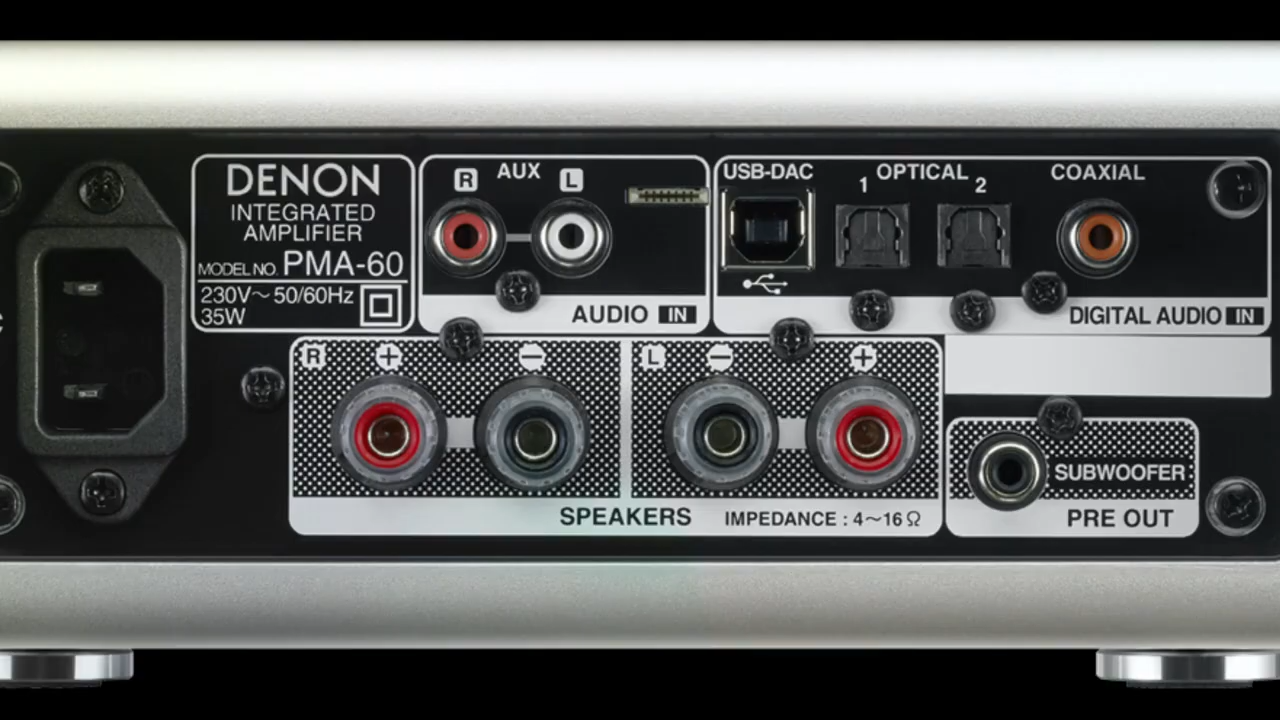 DENON
INTEGRATED
AMPLIFIER
MODEL NO. PMA-60
230V～ 50/60Hz
35W
AUX
R L
AUDIO IN
USB-DAC
OPTICAL
1 2
COAXIAL
DIGITAL AUDIO IN
R + −
L − +
SPEAKERS
IMPEDANCE : 4～16Ω
SUBWOOFER
PRE OUT